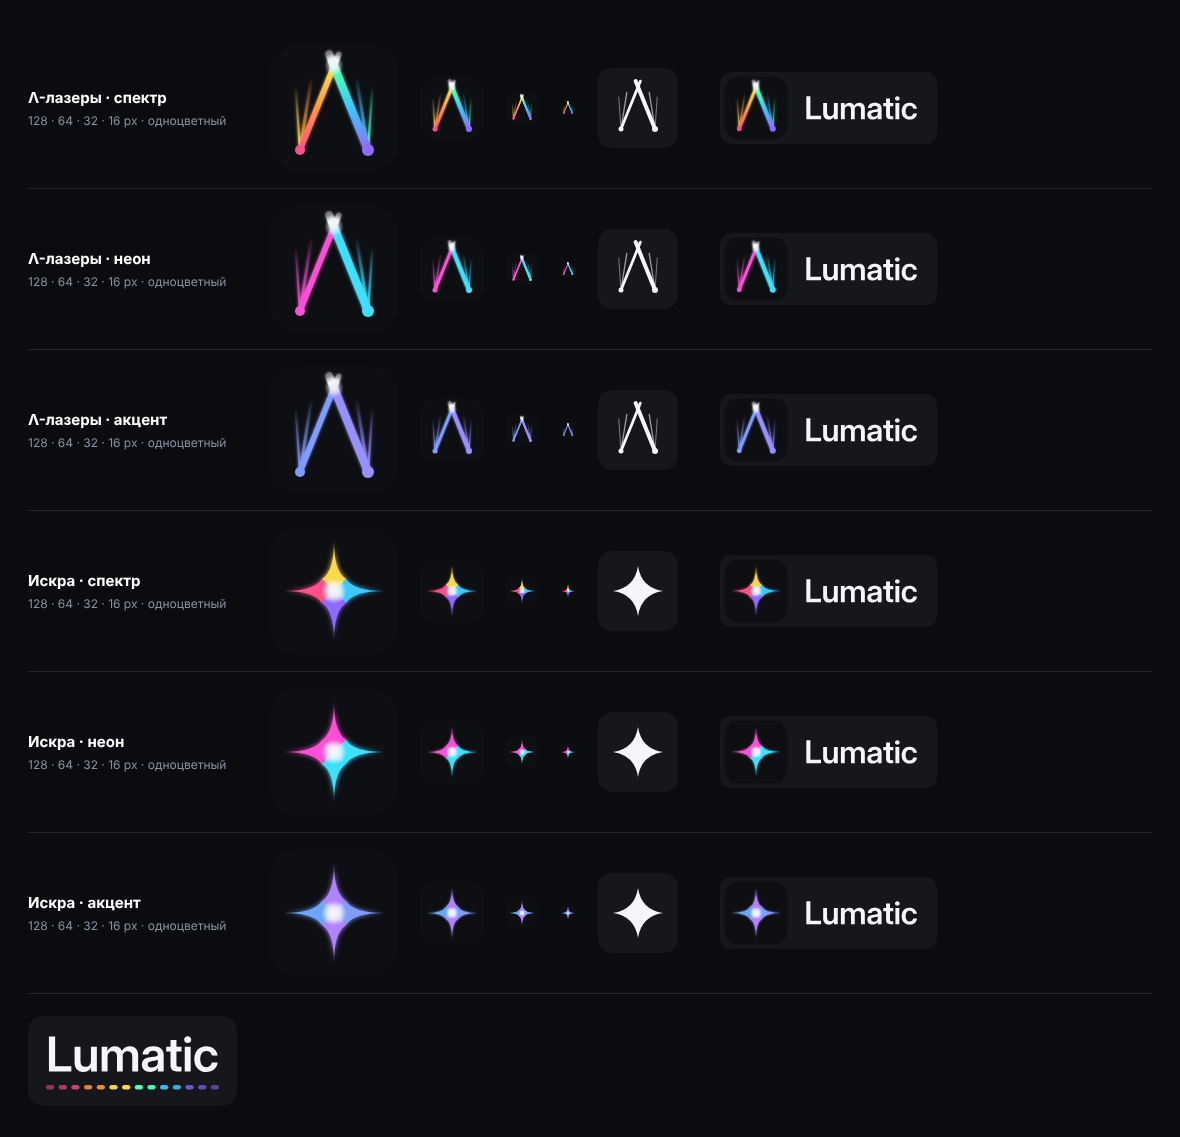 Λ-лазеры · спектр
128 · 64 · 32 · 16 px · одноцветный
Lumatic
Λ-лазеры · неон
128 · 64 · 32 · 16 px · одноцветный
Lumatic
Λ-лазеры · акцент
128 · 64 · 32 · 16 px · одноцветный
Lumatic
Искра · спектр
128 · 64 · 32 · 16 px · одноцветный
Lumatic
Искра · неон
128 · 64 · 32 · 16 px · одноцветный
Lumatic
Искра · акцент
128 · 64 · 32 · 16 px · одноцветный
Lumatic
Lumatic